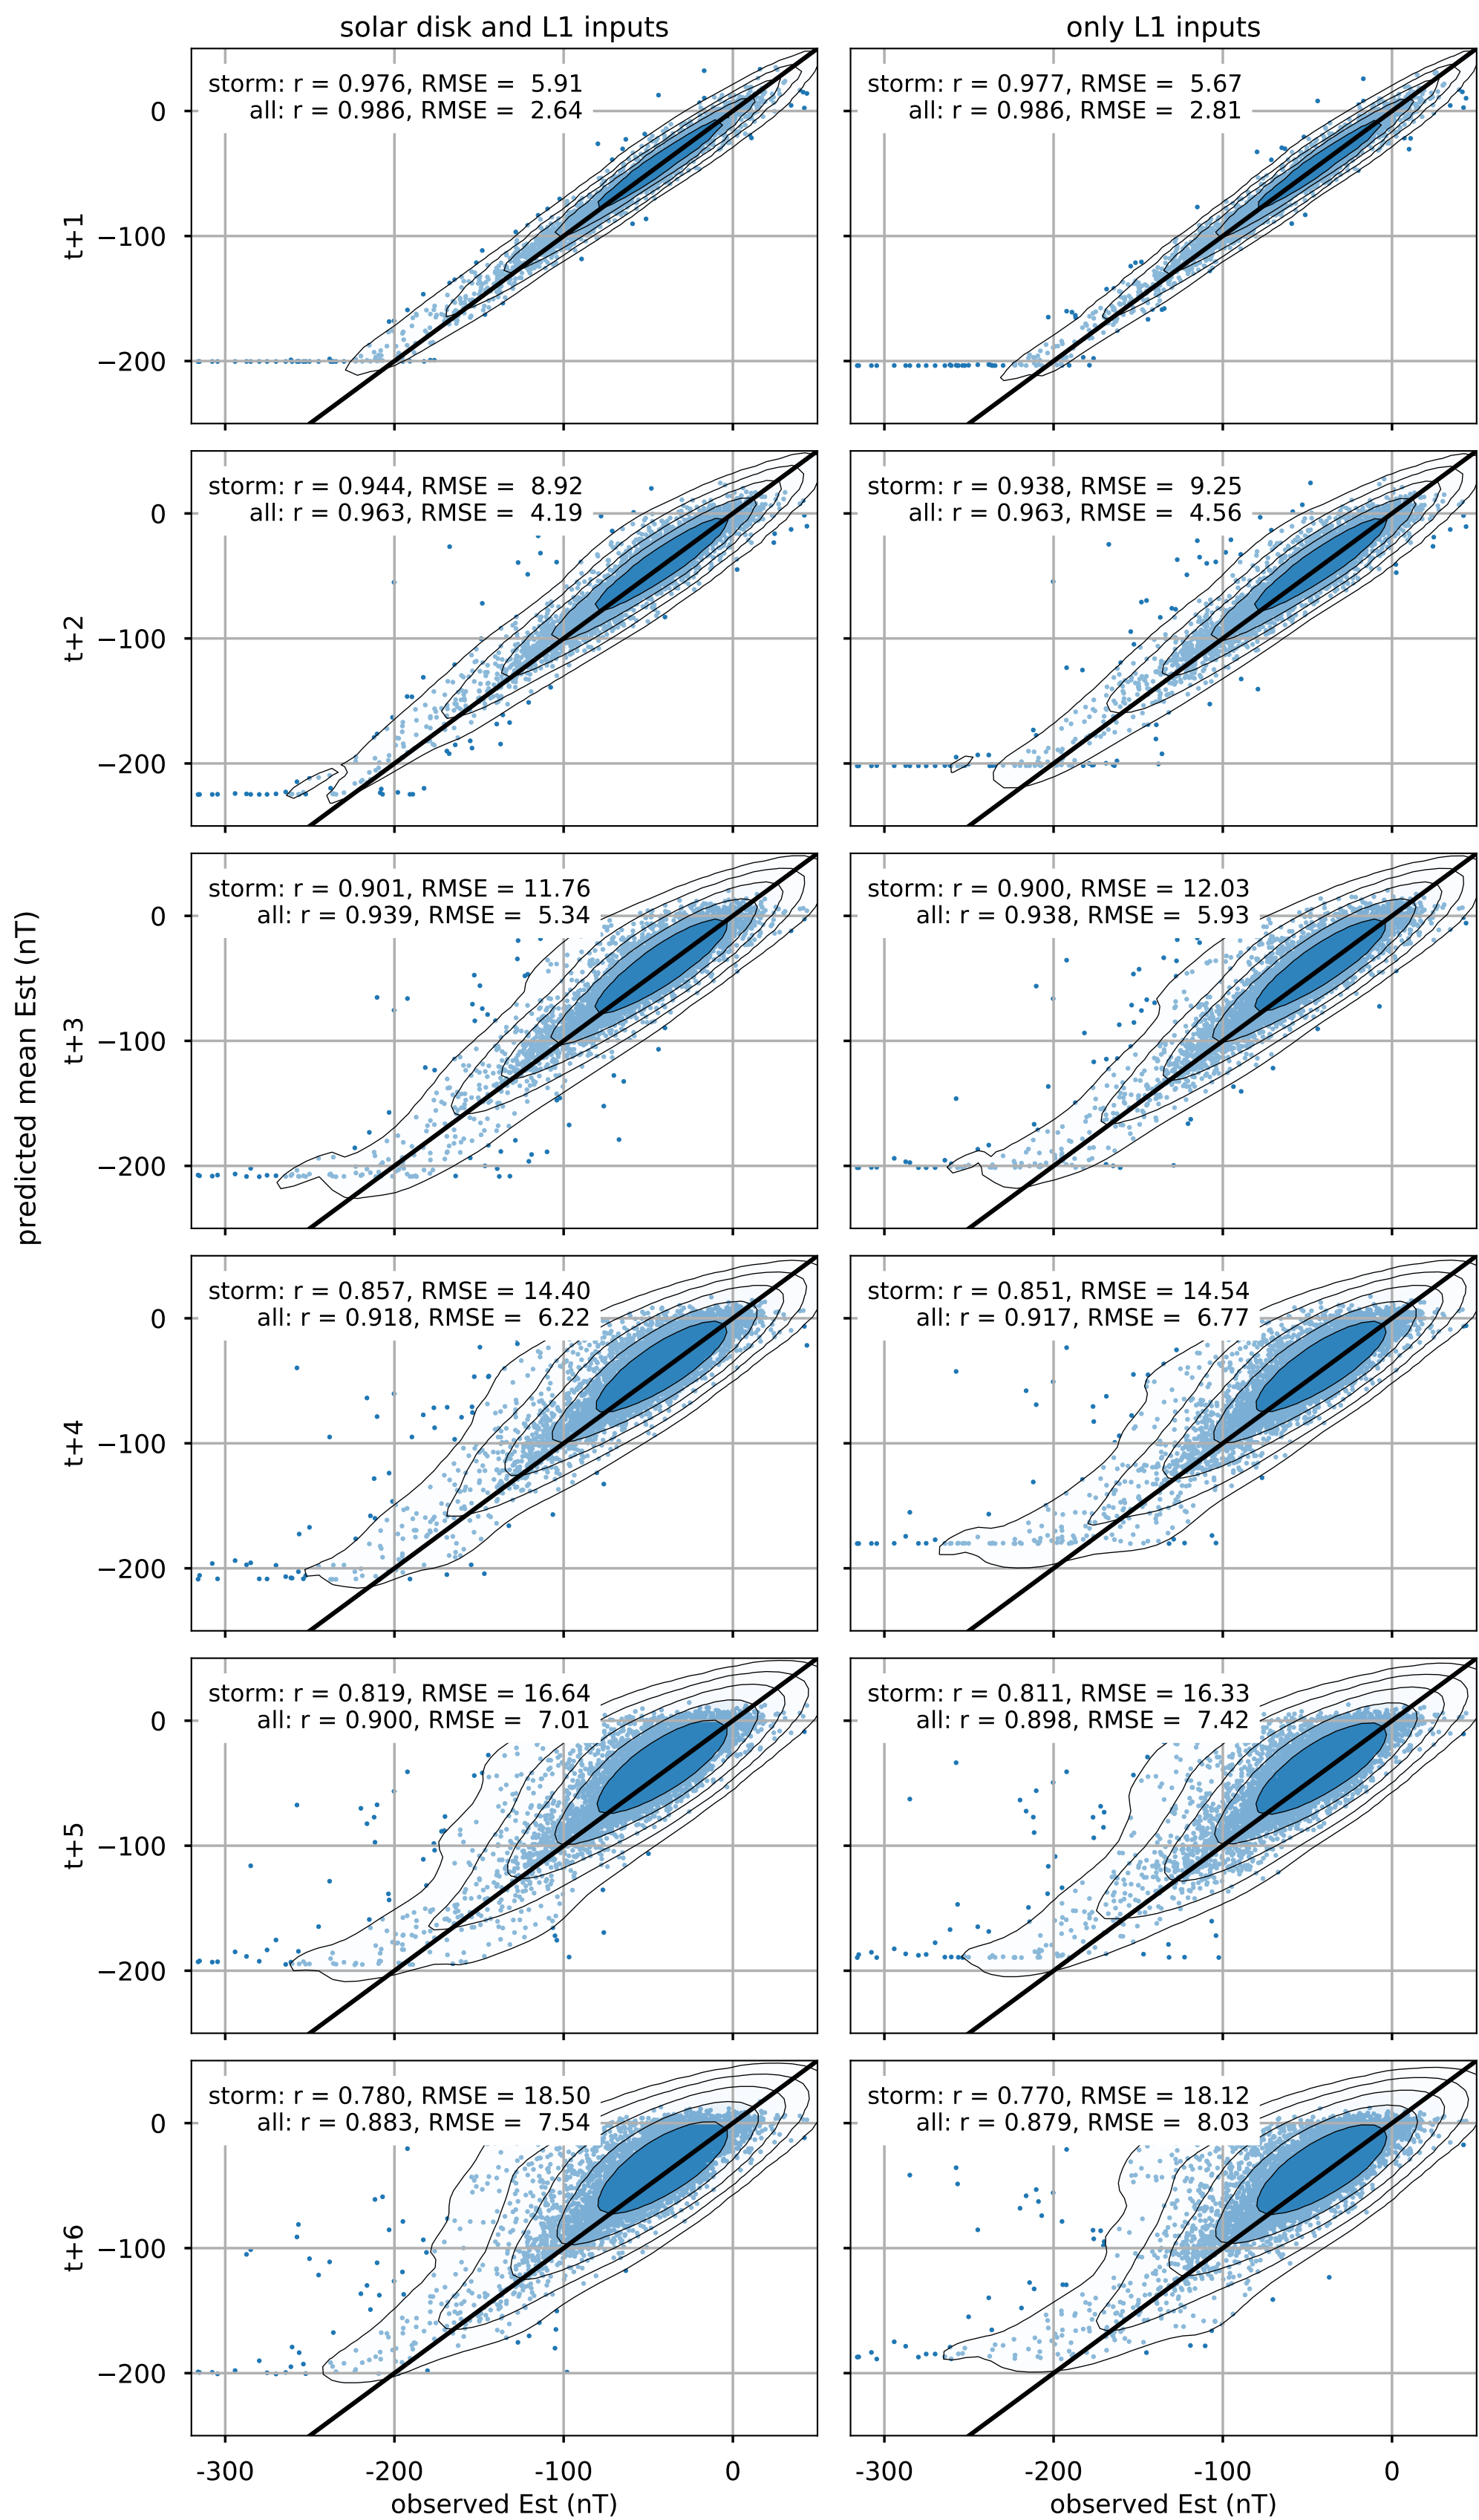 solar disk and L1 inputs
only L1 inputs
predicted mean Est (nT)
t+1
0
−100
−200
storm: r = 0.976, RMSE = 5.91
all: r = 0.986, RMSE = 2.64
storm: r = 0.977, RMSE = 5.67
all: r = 0.986, RMSE = 2.81
t+2
0
−100
−200
storm: r = 0.944, RMSE = 8.92
all: r = 0.963, RMSE = 4.19
storm: r = 0.938, RMSE = 9.25
all: r = 0.963, RMSE = 4.56
t+3
0
−100
−200
storm: r = 0.901, RMSE = 11.76
all: r = 0.939, RMSE = 5.34
storm: r = 0.900, RMSE = 12.03
all: r = 0.938, RMSE = 5.93
t+4
0
−100
−200
storm: r = 0.857, RMSE = 14.40
all: r = 0.918, RMSE = 6.22
storm: r = 0.851, RMSE = 14.54
all: r = 0.917, RMSE = 6.77
t+5
0
−100
−200
storm: r = 0.819, RMSE = 16.64
all: r = 0.900, RMSE = 7.01
storm: r = 0.811, RMSE = 16.33
all: r = 0.898, RMSE = 7.42
t+6
0
−100
−200
storm: r = 0.780, RMSE = 18.50
all: r = 0.883, RMSE = 7.54
storm: r = 0.770, RMSE = 18.12
all: r = 0.879, RMSE = 8.03
-300 -200 -100 0
-300 -200 -100 0
observed Est (nT)
observed Est (nT)